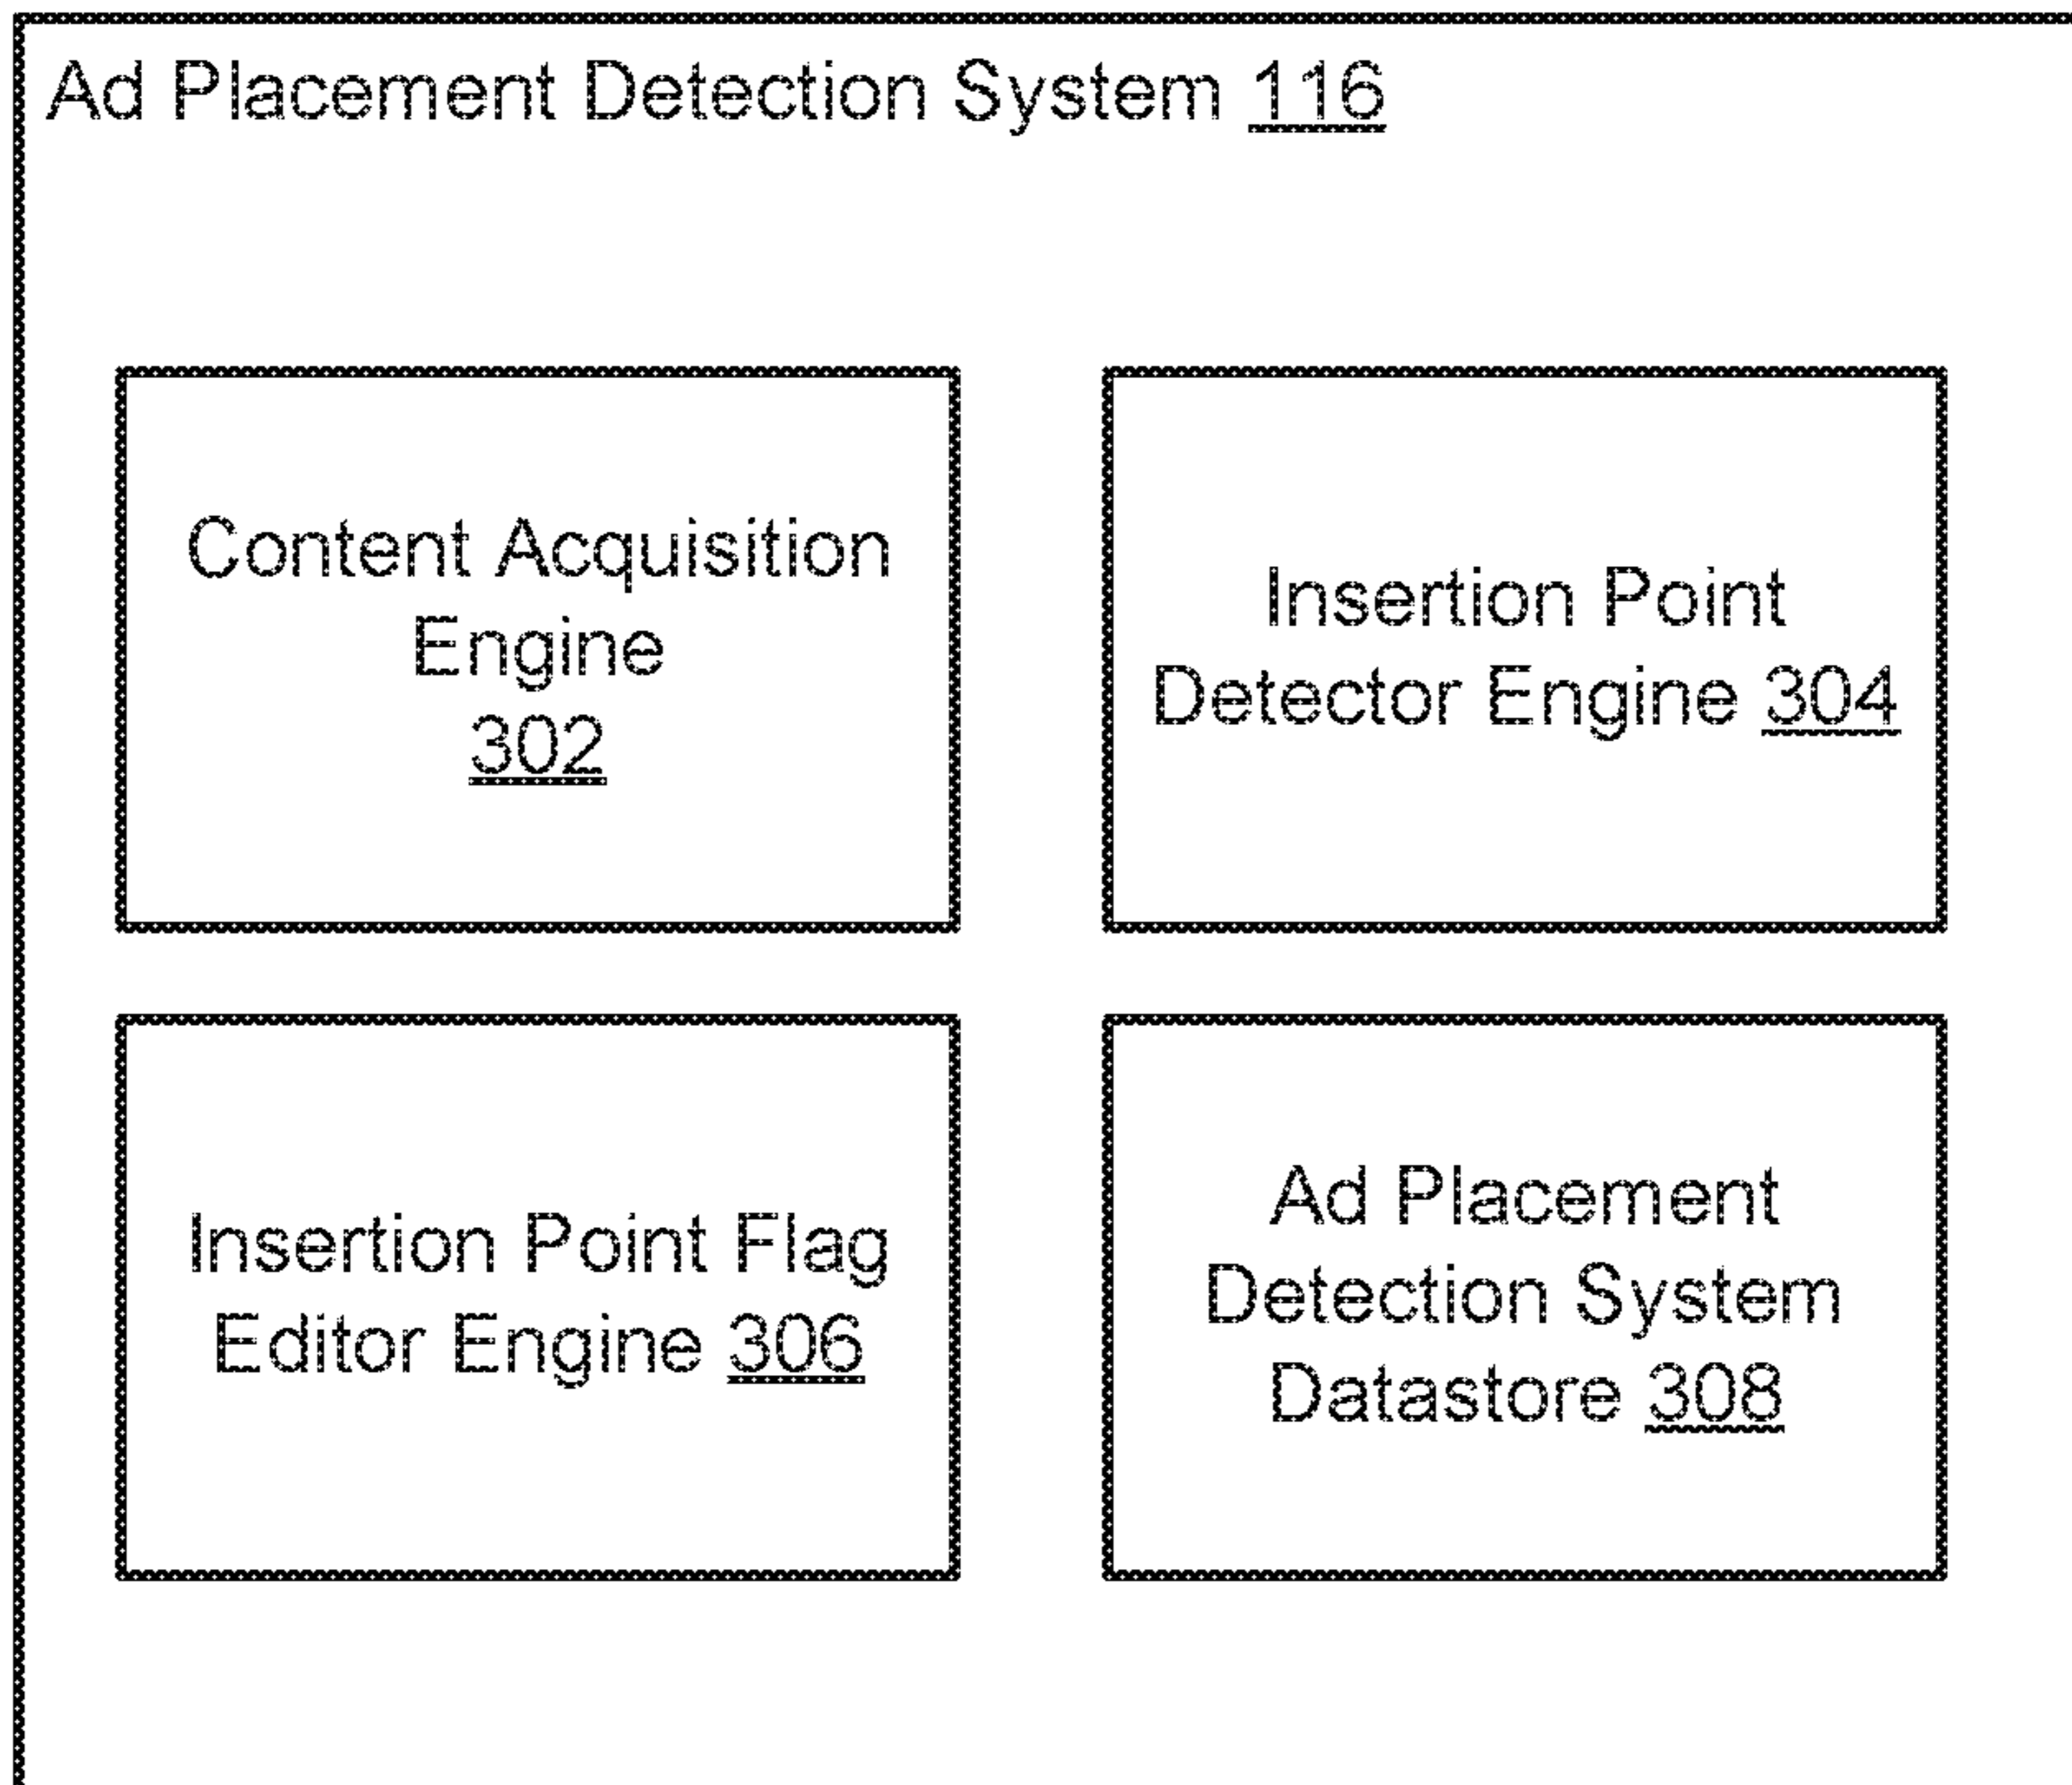 Ad Placement Detection System 116
Content Acquisition
Engine
302
Insertion Point
Detector Engine 304
Insertion Point Flag
Editor Engine 306
Ad Placement
Detection System
Datastore 308